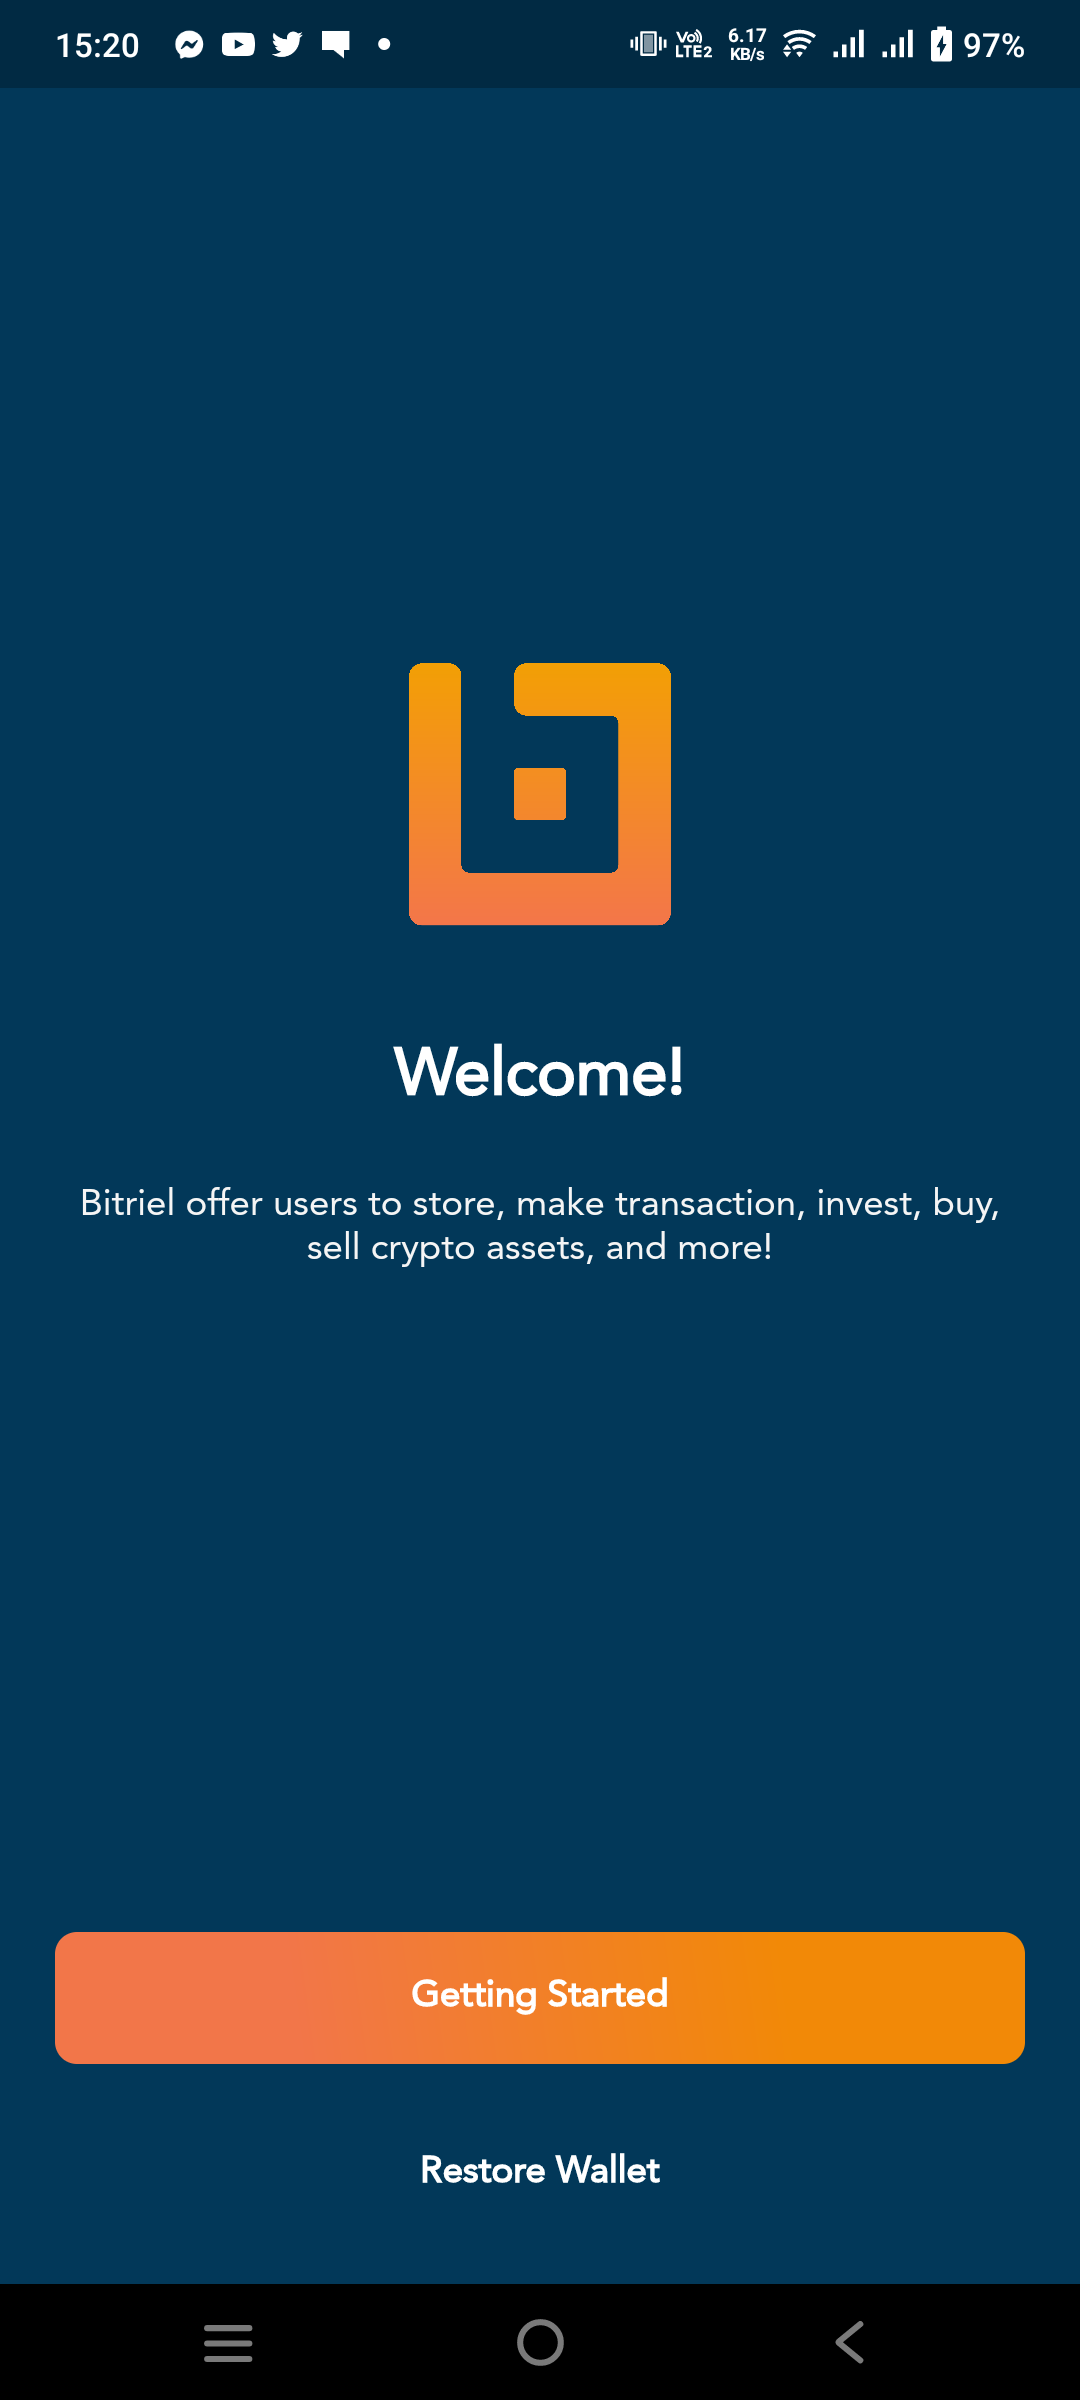 15:20
Vo)) LTE2
6.17 KB/s
97%
Welcome!
Bitriel offer users to store, make transaction, invest, buy,
sell crypto assets, and more!
Getting Started
Restore Wallet